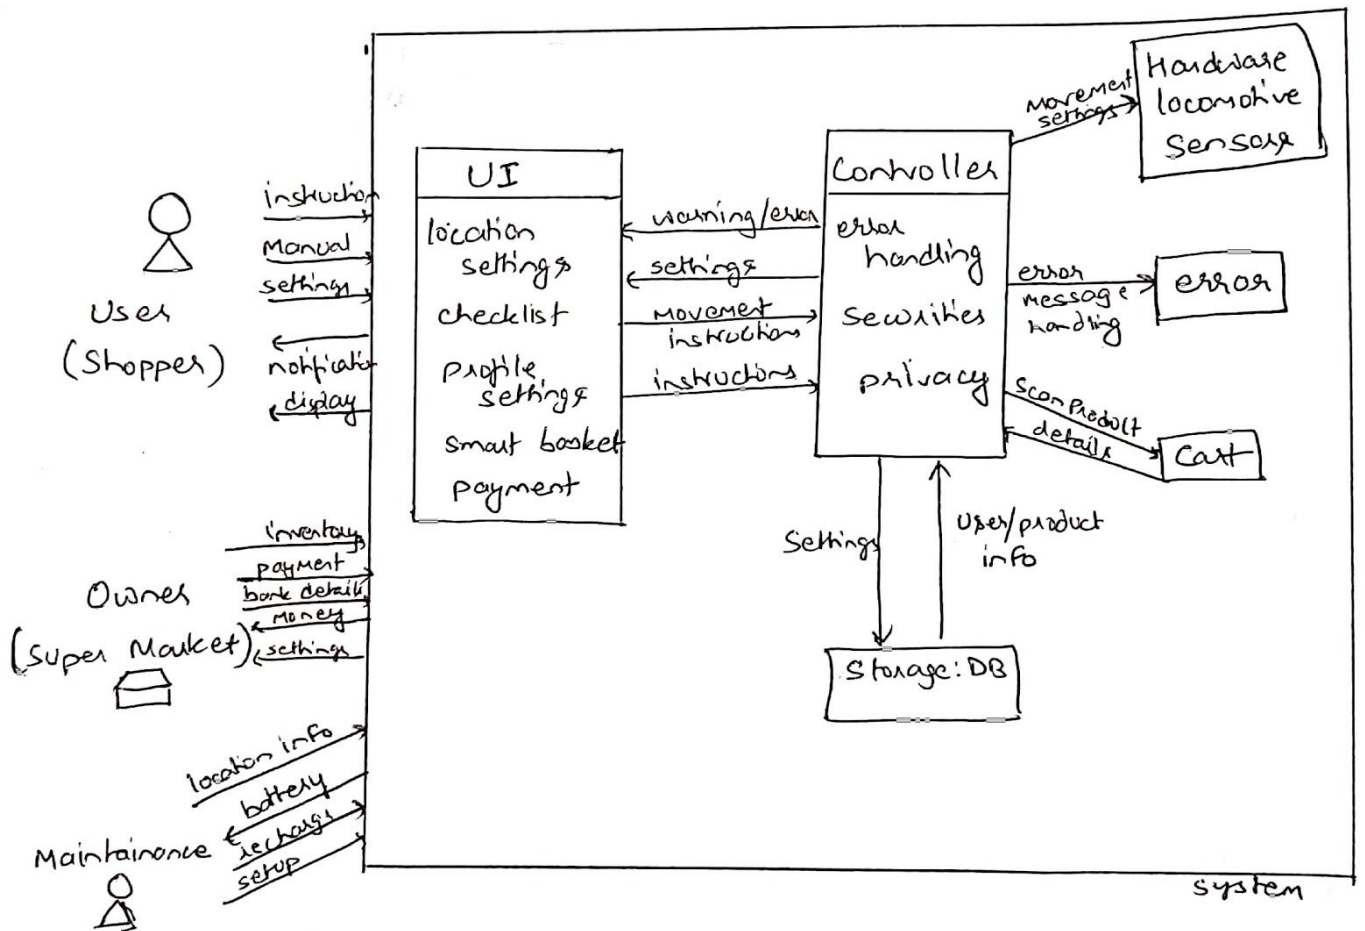 instruction
Manual
settings
notification
display
User
(Shopper)
inventory
payment
bank details
Money
settings
Owner
(Super Market)
location info
battery
recharge
setup
Maintainance
UI
location
settings
checklist
profile
settings
smart basket
payment
warning/error
settings
Movement
instructions
instructions
Controller
error
handling
Securities
privacy
Movement
settings
Hardware
locomotive
Sensors
error
message
handling
error
Scan Product
details
Cart
Settings
User/product
info
Storage: DB
system